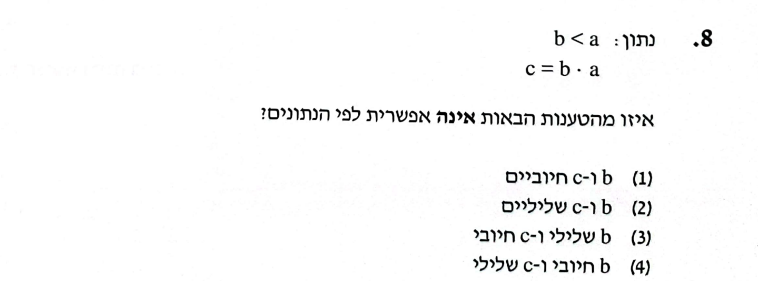 8. נתון: b < a
c = b · a
איזו מהטענות הבאות אינה אפשרית לפי הנתונים?
(1) b ו-c חיוביים
(2) b ו-c שליליים
(3) b שלילי ו-c חיובי
(4) b חיובי ו-c שלילי